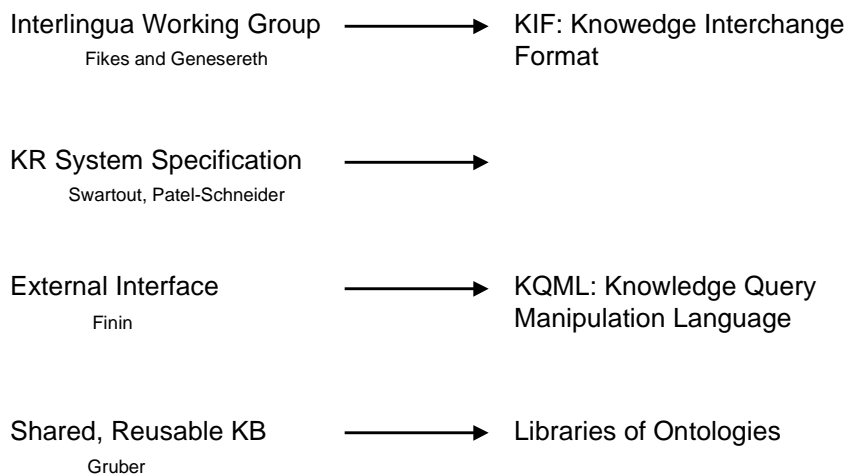 Interlingua Working Group
Fikes and Genesereth
KIF: Knowedge Interchange
Format
KR System Specification
Swartout, Patel-Schneider
External Interface
Finin
KQML: Knowledge Query
Manipulation Language
Shared, Reusable KB
Gruber
Libraries of Ontologies